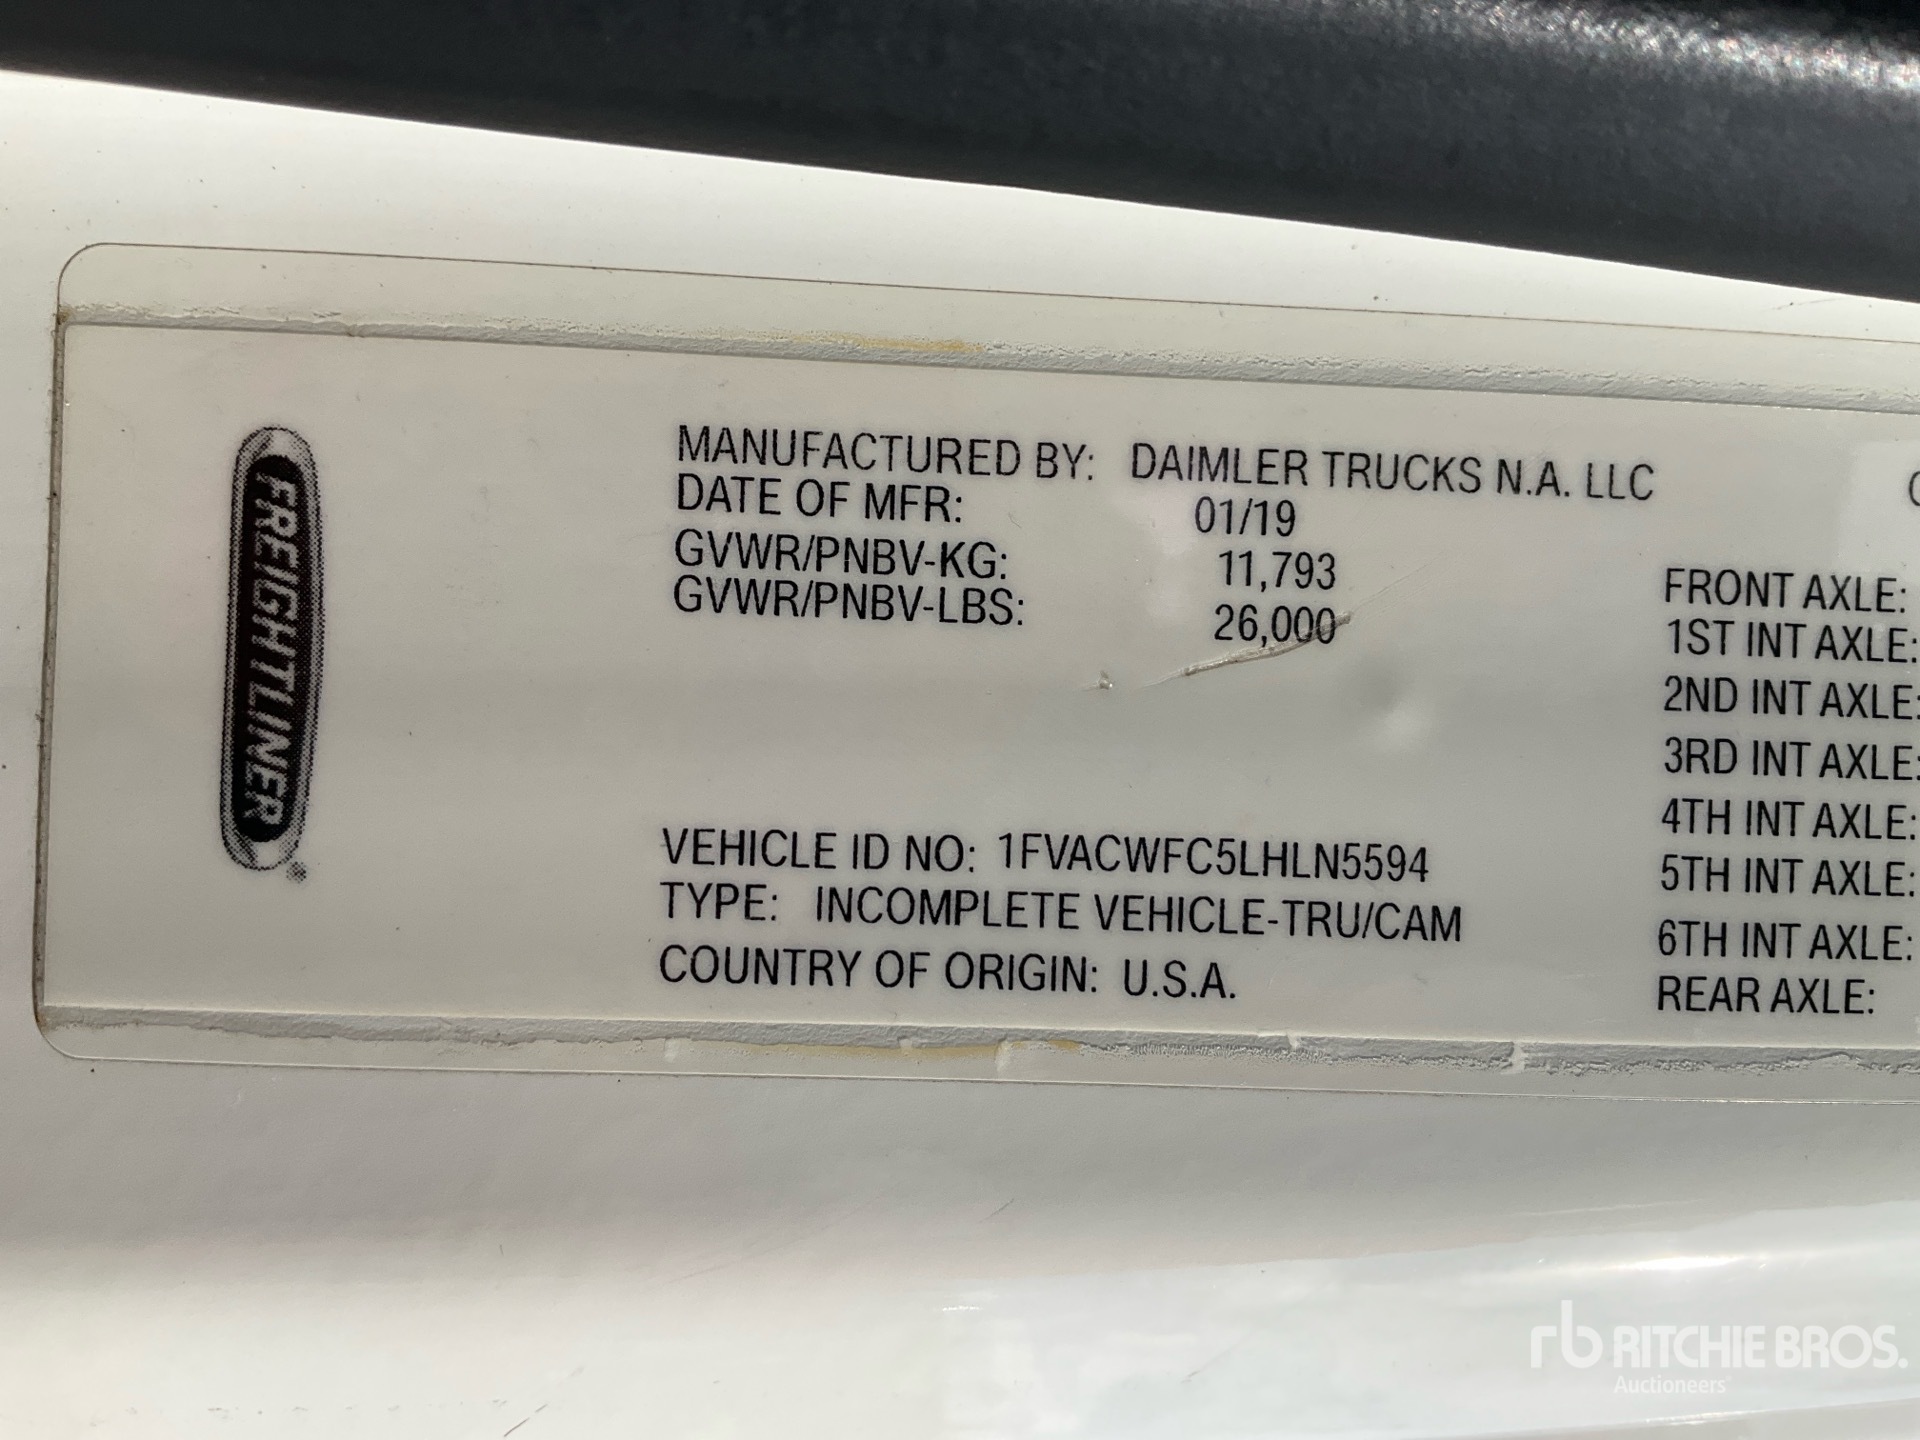 FREIGHTLINER
®
MANUFACTURED BY: DAIMLER TRUCKS N.A. LLC
DATE OF MFR: 01/19
GVWR/PNBV-KG: 11,793
GVWR/PNBV-LBS: 26,000
VEHICLE ID NO: 1FVACWFC5LHLN5594
TYPE: INCOMPLETE VEHICLE-TRU/CAM
COUNTRY OF ORIGIN: U.S.A.
FRONT AXLE:
1ST INT AXLE:
2ND INT AXLE:
3RD INT AXLE:
4TH INT AXLE:
5TH INT AXLE:
6TH INT AXLE:
REAR AXLE:
rb RITCHIE BROS.
Auctioneers